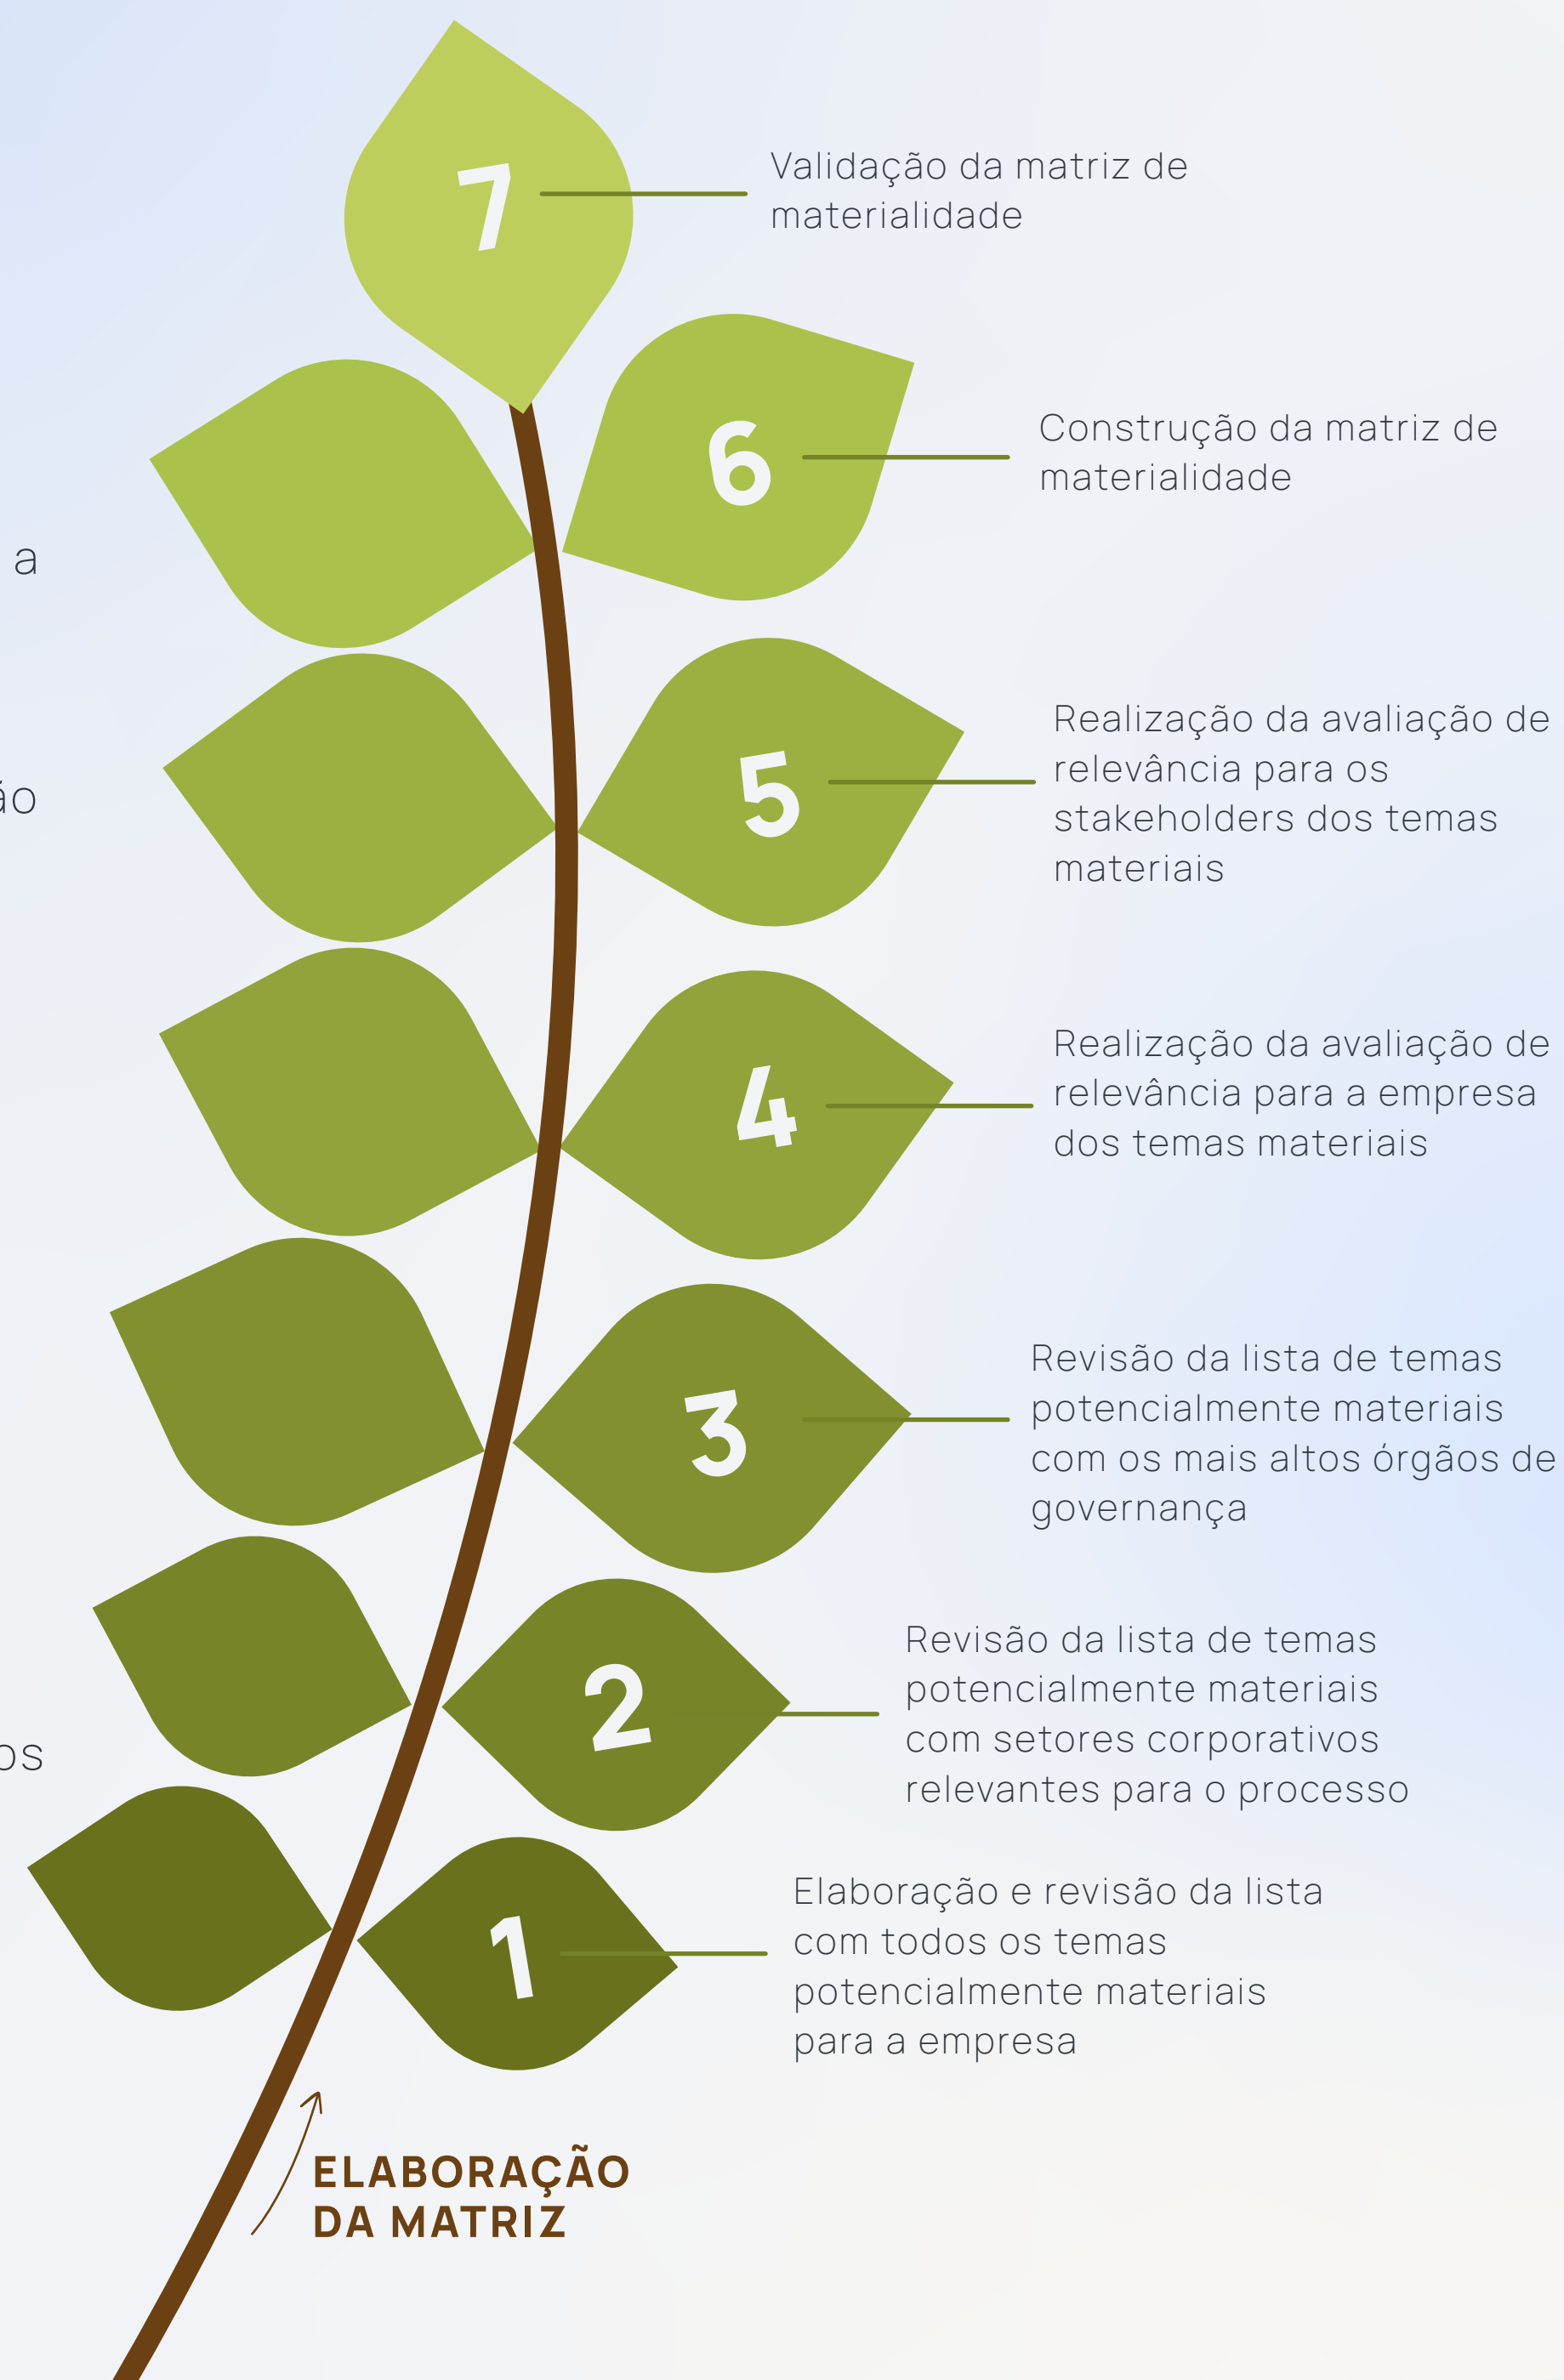 7
Validação da matriz de
materialidade
6
Construção da matriz de
materialidade
a
5
Realização da avaliação de
relevância para os
stakeholders dos temas
materiais
ão
4
Realização da avaliação de
relevância para a empresa
dos temas materiais
3
Revisão da lista de temas
potencialmente materiais
com os mais altos órgãos de
governança
2
Revisão da lista de temas
potencialmente materiais
com setores corporativos
relevantes para o processo
os
1
Elaboração e revisão da lista
com todos os temas
potencialmente materiais
para a empresa
ELABORAÇÃO
DA MATRIZ